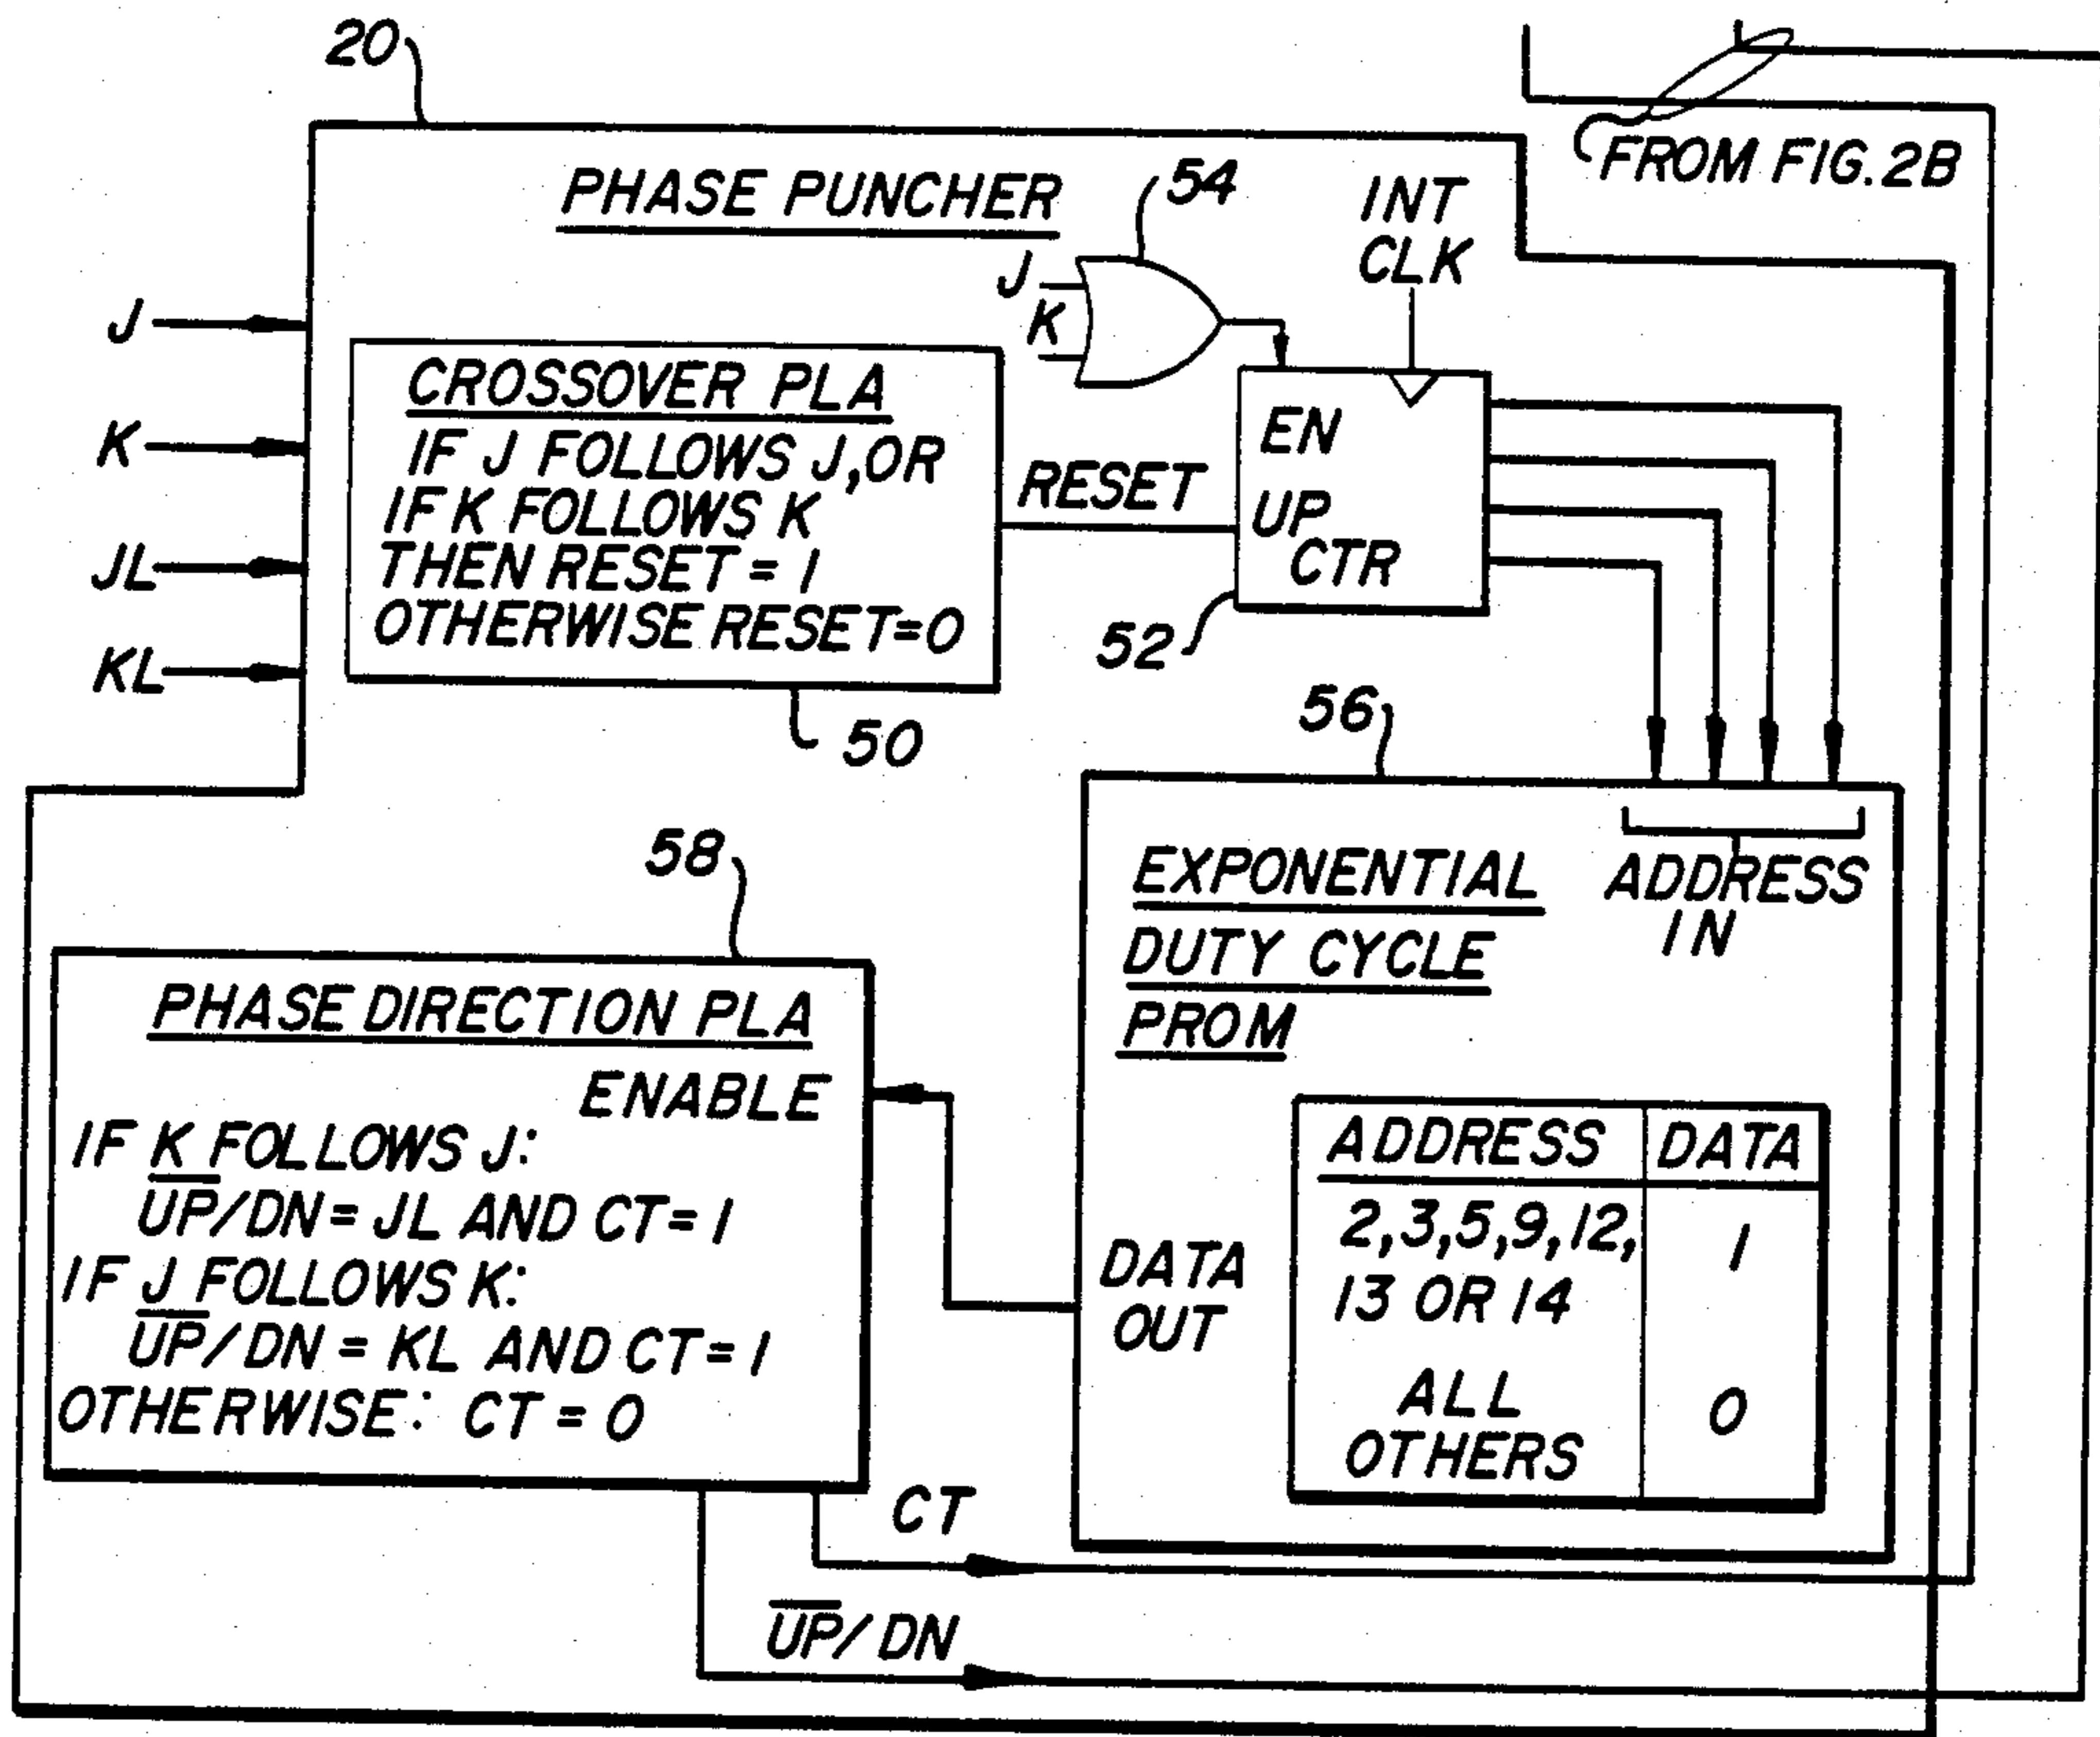 20
FROM FIG. 2B
PHASE PUNCHER
54
INT
CLK
J
K
J
K
JL
KL
CROSSOVER PLA
IF J FOLLOWS J, OR
IF K FOLLOWS K
THEN RESET = 1
OTHERWISE RESET=0
RESET
EN
UP
CTR
52
50
56
ADDRESS
IN
EXPONENTIAL
DUTY CYCLE
PROM
58
PHASE DIRECTION PLA
ENABLE
IF K FOLLOWS J:
U̅P̅/DN = JL AND CT= 1
IF J FOLLOWS K:
U̅P̅/DN = KL AND CT= 1
OTHERWISE: CT = 0
DATA
OUT
ADDRESS DATA
2,3,5,9,12, 1
13 OR 14
ALL 0
OTHERS
CT
U̅P̅/DN